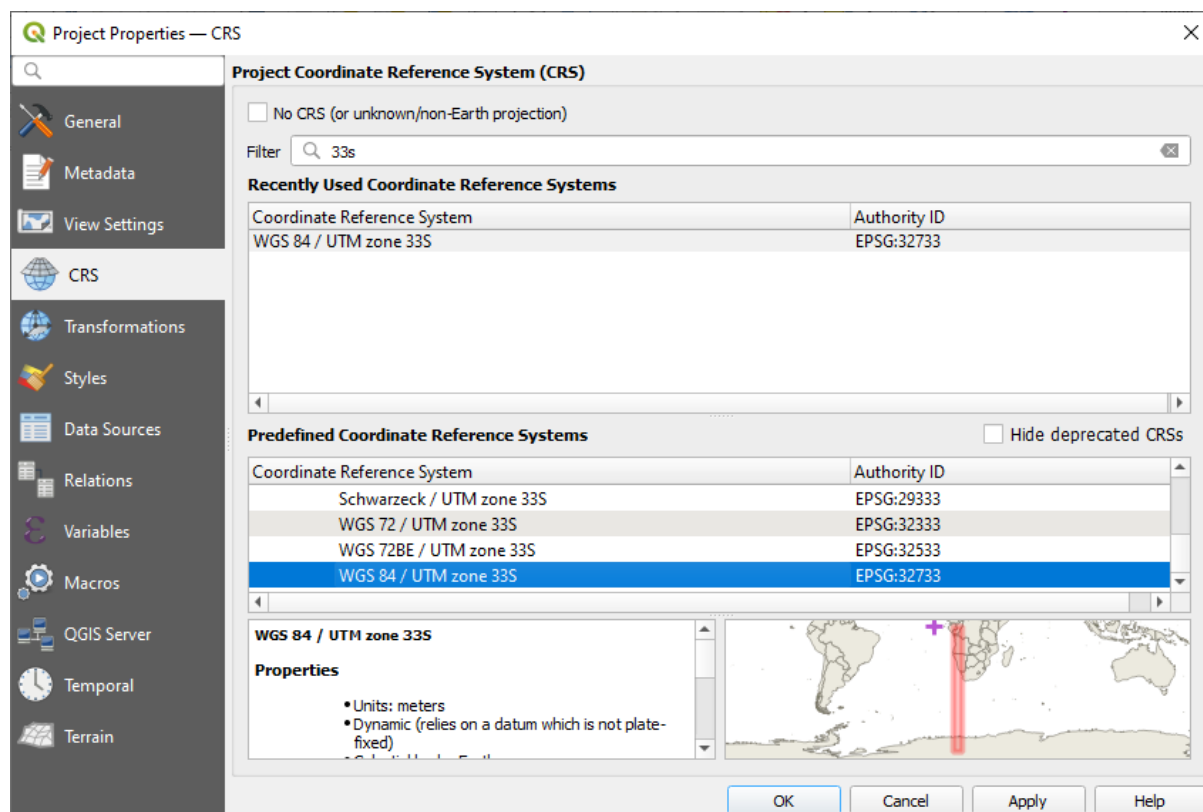 Project Properties — CRS
General
Metadata
View Settings
CRS
Transformations
Styles
Data Sources
Relations
Variables
Macros
QGIS Server
Temporal
Terrain
Project Coordinate Reference System (CRS)
No CRS (or unknown/non-Earth projection)
Filter 33s
Recently Used Coordinate Reference Systems
Coordinate Reference System Authority ID
WGS 84 / UTM zone 33S EPSG:32733
Predefined Coordinate Reference Systems Hide deprecated CRSs
Coordinate Reference System Authority ID
Schwarzeck / UTM zone 33S EPSG:29333
WGS 72 / UTM zone 33S EPSG:32333
WGS 72BE / UTM zone 33S EPSG:32533
WGS 84 / UTM zone 33S EPSG:32733
WGS 84 / UTM zone 33S
Properties
•Units: meters
•Dynamic (relies on a datum which is not plate-
fixed)
OK Cancel Apply Help